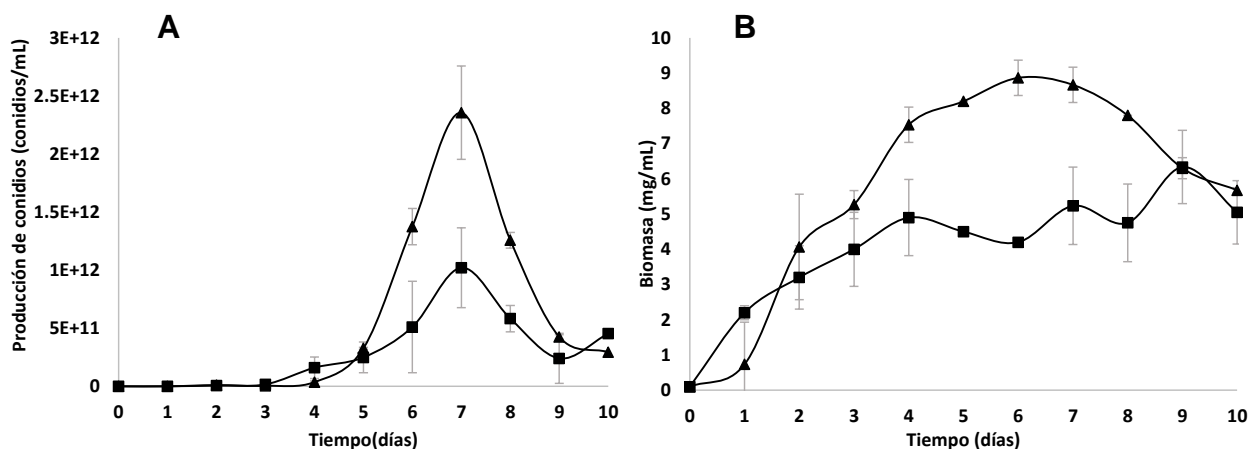 A
Producción de conidios (conidios/mL)
3E+12
2.5E+12
2E+12
1.5E+12
1E+12
5E+11
0
0 1 2 3 4 5 6 7 8 9 10
Tiempo(días)
B
Biomasa (mg/mL)
10
9
8
7
6
5
4
3
2
1
0
0 1 2 3 4 5 6 7 8 9 10
Tiempo (días)